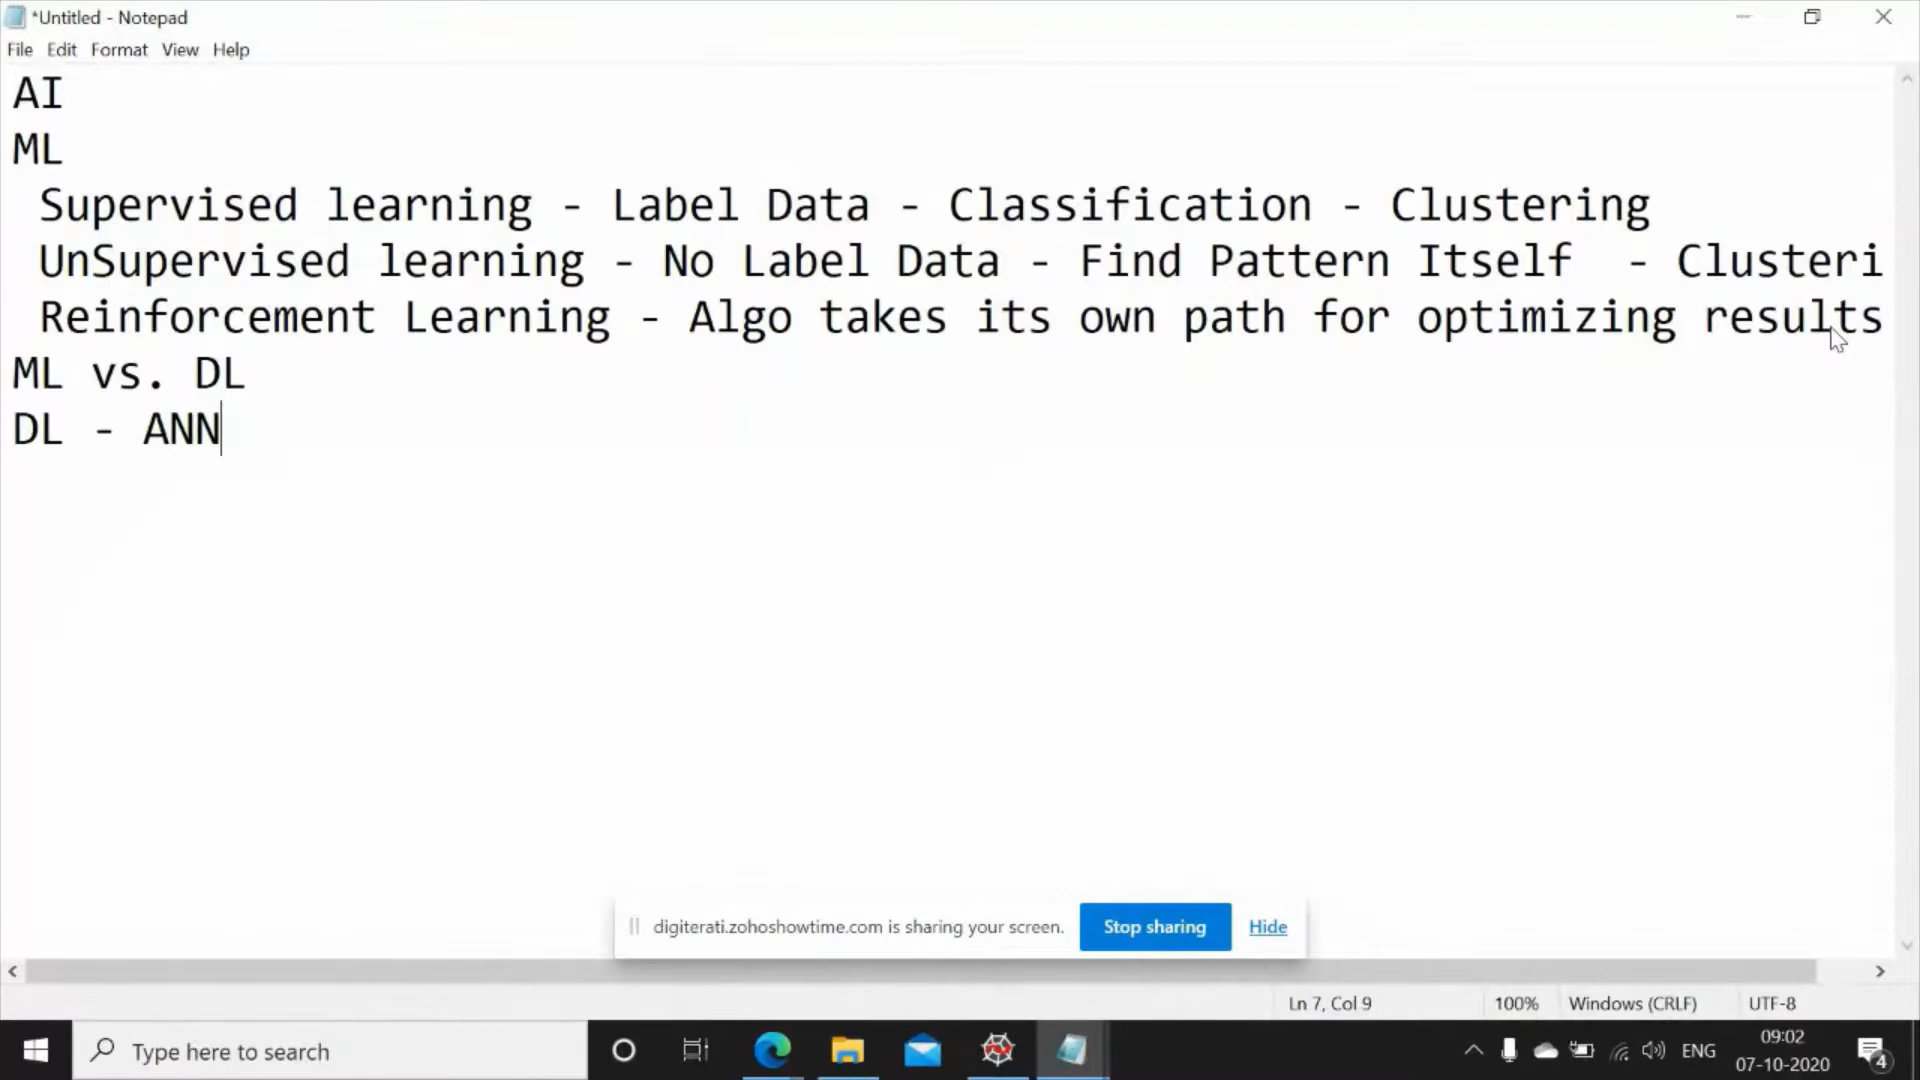 *Untitled - Notepad
File Edit Format View Help
AI
ML
Supervised learning - Label Data - Classification - Clustering
UnSupervised learning - No Label Data - Find Pattern Itself - Clusteri
Reinforcement Learning - Algo takes its own path for optimizing results
ML vs. DL
DL - ANN
digiterati.zohoshowtime.com is sharing your screen. Stop sharing Hide
Ln 7, Col 9 100% Windows (CRLF) UTF-8
Type here to search
ENG
09:02
07-10-2020
4